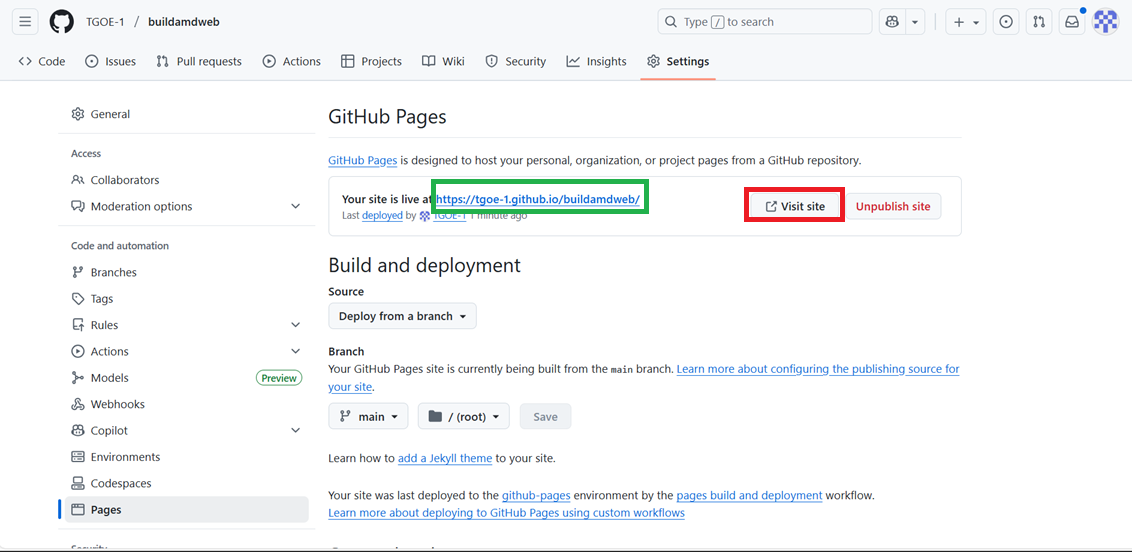 TGOE-1 / buildamdweb
Type / to search
Code
Issues
Pull requests
Actions
Projects
Wiki
Security
Insights
Settings
General
Access
Collaborators
Moderation options
Code and automation
Branches
Tags
Rules
Actions
Models Preview
Webhooks
Copilot
Environments
Codespaces
Pages
Security
GitHub Pages
GitHub Pages is designed to host your personal, organization, or project pages from a GitHub repository.
Your site is live at https://tgoe-1.github.io/buildamdweb/
Last deployed by TGOE-1 1 minute ago
Visit site
Unpublish site
Build and deployment
Source
Deploy from a branch
Branch
Your GitHub Pages site is currently being built from the main branch. Learn more about configuring the publishing source for
your site.
main
/ (root)
Save
Learn how to add a Jekyll theme to your site.
Your site was last deployed to the github-pages environment by the pages build and deployment workflow.
Learn more about deploying to GitHub Pages using custom workflows